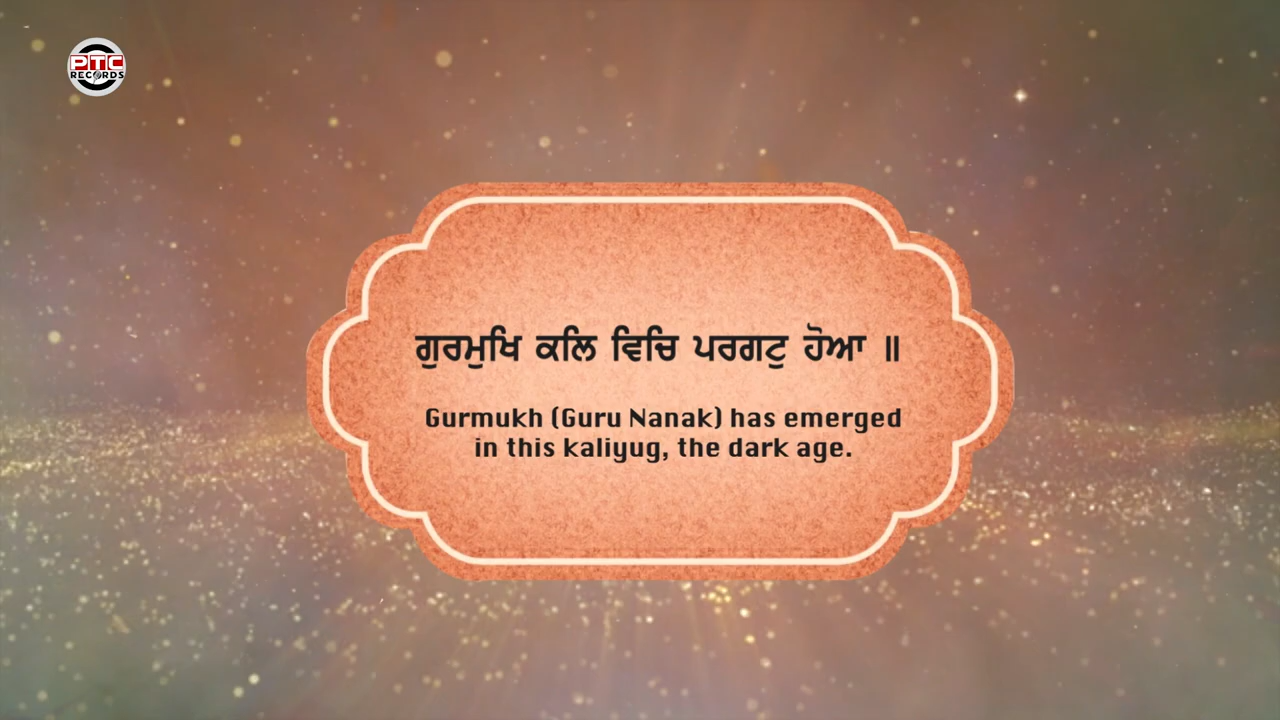 PTC
RECORDS
ਗੁਰਮੁਖਿ ਕਲਿ ਵਿਚਿ ਪਰਗਟੁ ਹੋਆ ॥
Gurmukh (Guru Nanak) has emerged
in this kaliyug, the dark age.